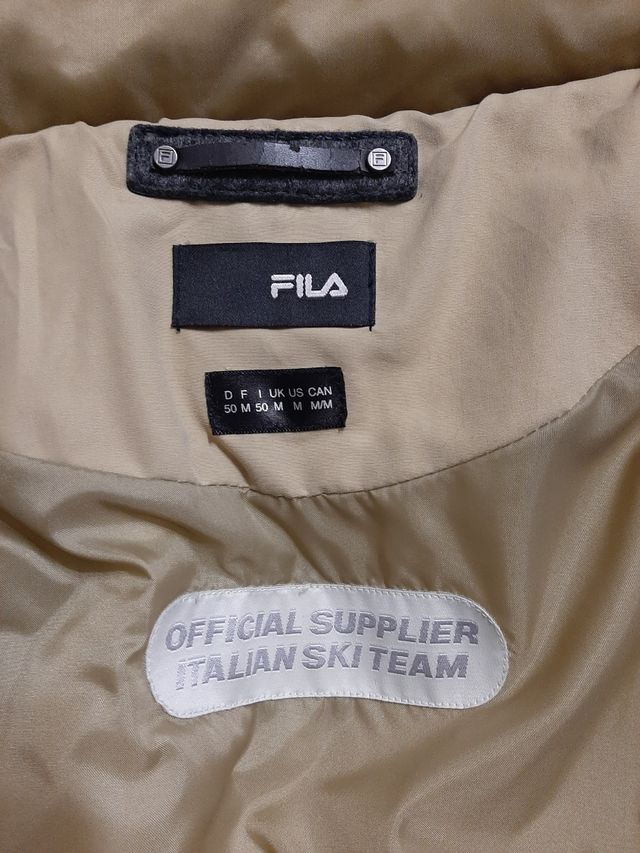 FILA
D F I UK US CAN
50 M 50 M M M/M
OFFICIAL SUPPLIER
ITALIAN SKI TEAM